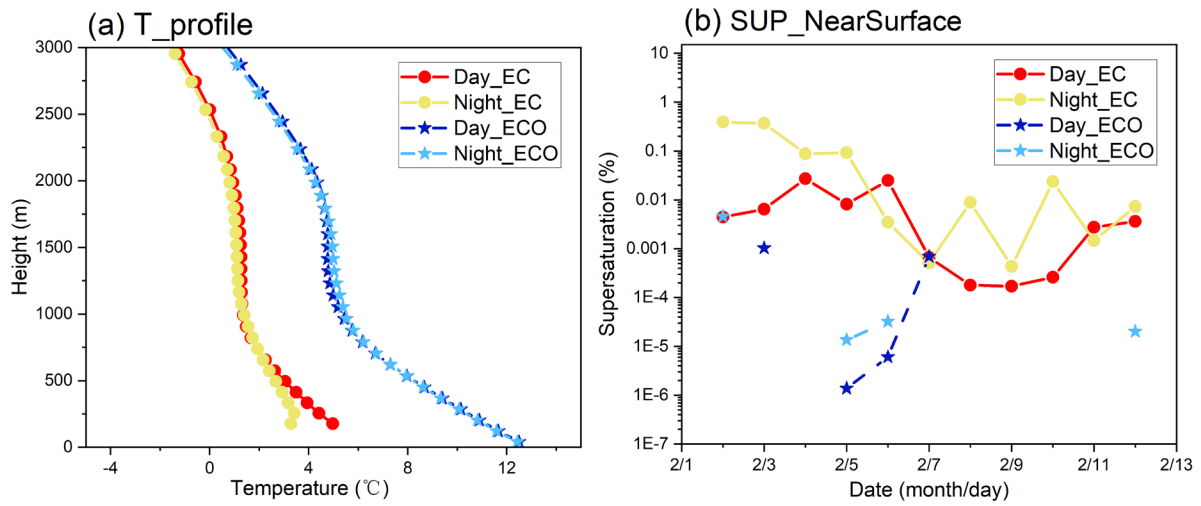 (a) T_profile
3000
2500
2000
1500
1000
500
0
-4
0
4
8
12
Height (m)
Temperature (℃)
Day_EC
Night_EC
Day_ECO
Night_ECO
(b) SUP_NearSurface
10
1
0.1
0.01
0.001
1E-4
1E-5
1E-6
1E-7
2/1
2/3
2/5
2/7
2/9
2/11
2/13
Supersaturation (%)
Date (month/day)
Day_EC
Night_EC
Day_ECO
Night_ECO